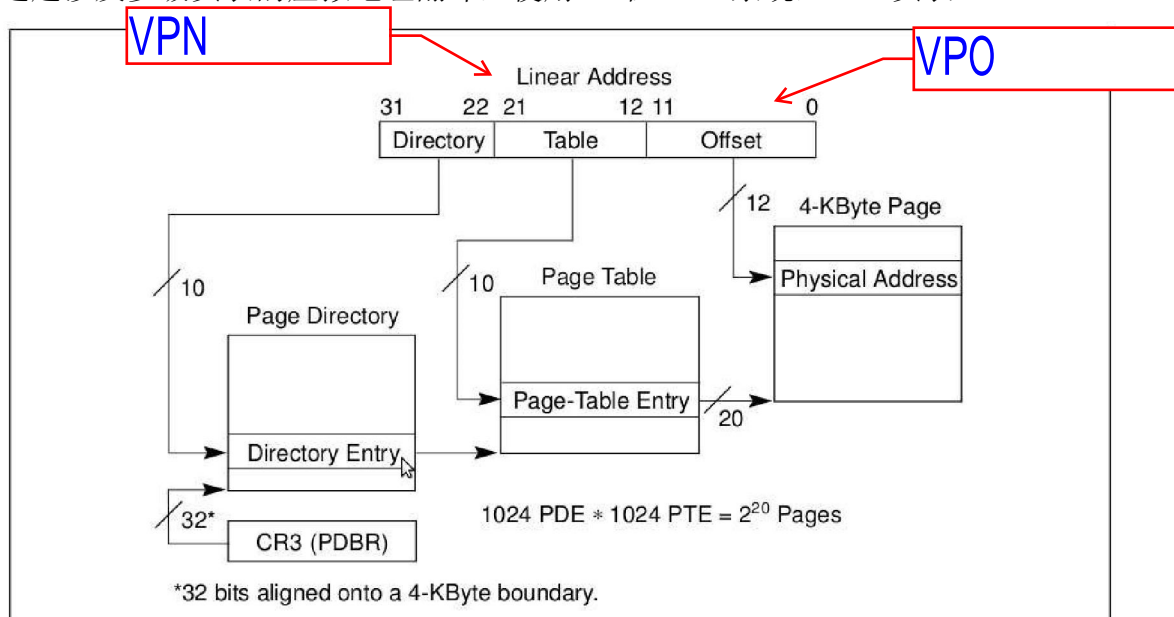 VPN
VPO
Linear Address
31 22 21 12 11 0
Directory Table Offset
12
4-KByte Page
10
10
Page Table
Physical Address
Page Directory
Page-Table Entry
20
Directory Entry
32*
1024 PDE * 1024 PTE = 2²⁰ Pages
CR3 (PDBR)
*32 bits aligned onto a 4-KByte boundary.